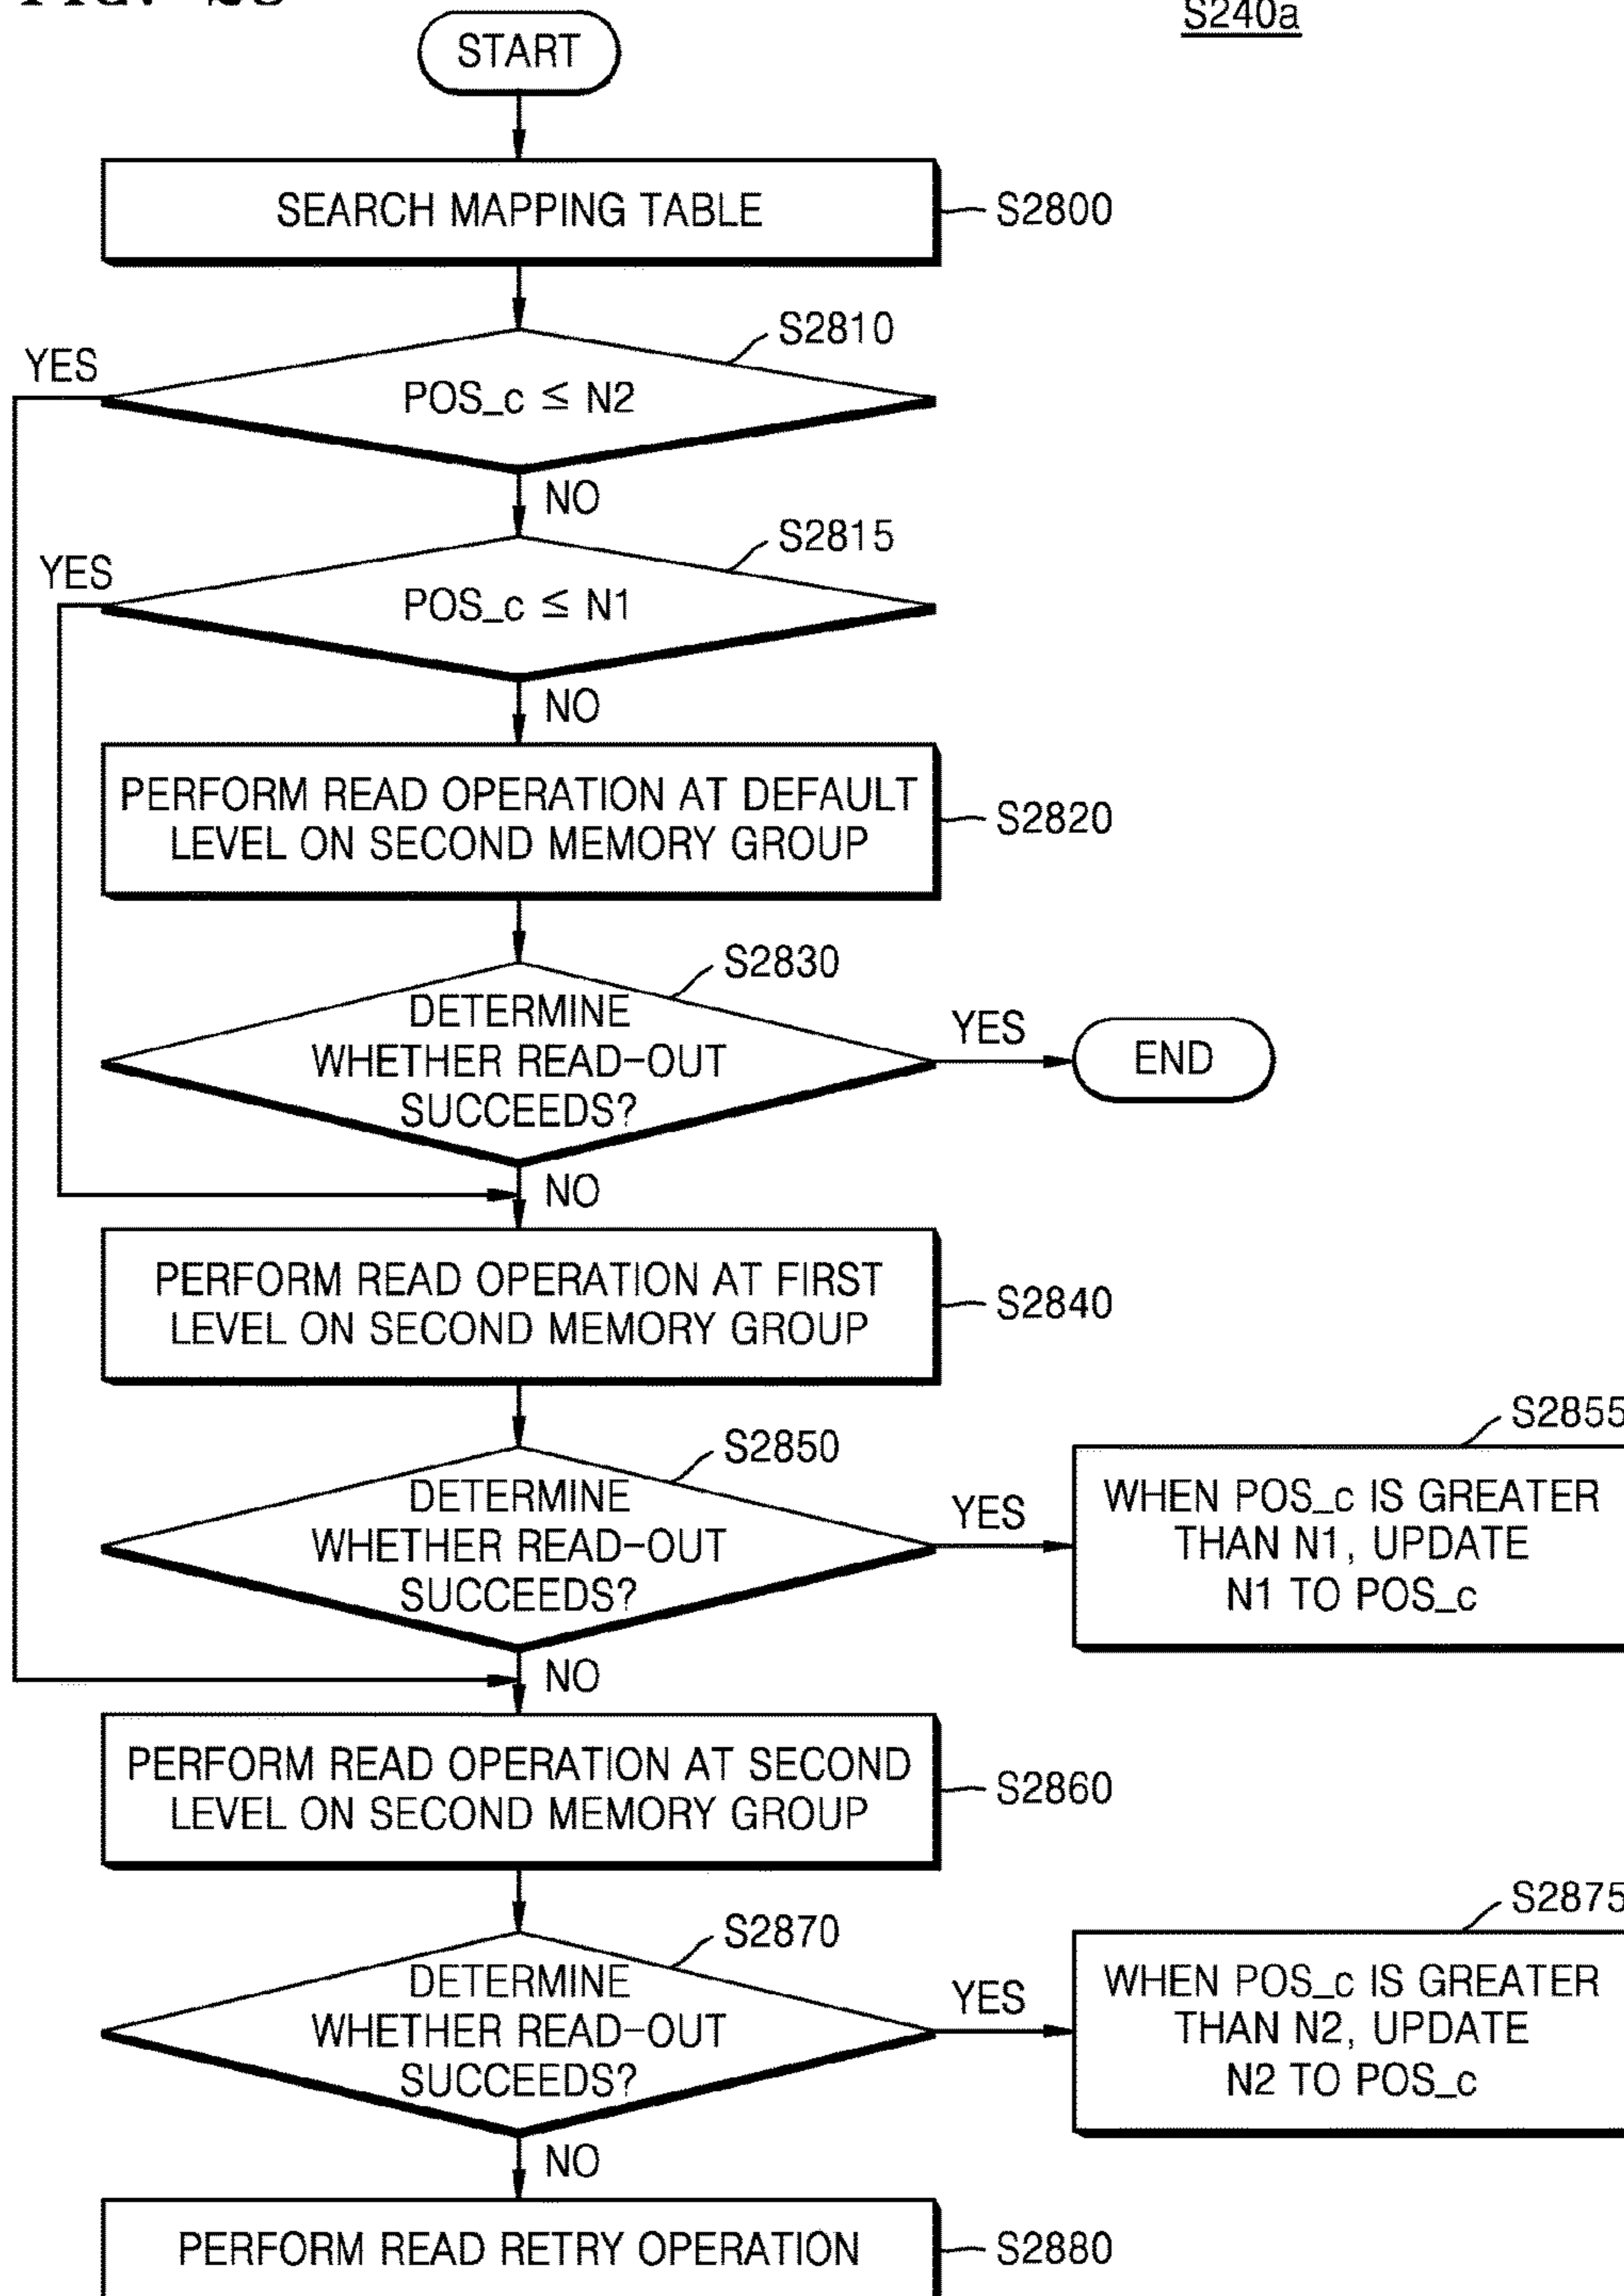 S240a
START
SEARCH MAPPING TABLE
S2800
S2810
YES
POS_c ≤ N2
NO
S2815
YES
POS_c ≤ N1
NO
PERFORM READ OPERATION AT DEFAULT
LEVEL ON SECOND MEMORY GROUP
S2820
S2830
DETERMINE
WHETHER READ-OUT
SUCCEEDS?
YES
END
NO
PERFORM READ OPERATION AT FIRST
LEVEL ON SECOND MEMORY GROUP
S2840
S2850
DETERMINE
WHETHER READ-OUT
SUCCEEDS?
YES
S2855
WHEN POS_c IS GREATER
THAN N1, UPDATE
N1 TO POS_c
NO
PERFORM READ OPERATION AT SECOND
LEVEL ON SECOND MEMORY GROUP
S2860
S2870
DETERMINE
WHETHER READ-OUT
SUCCEEDS?
YES
S2875
WHEN POS_c IS GREATER
THAN N2, UPDATE
N2 TO POS_c
NO
PERFORM READ RETRY OPERATION
S2880